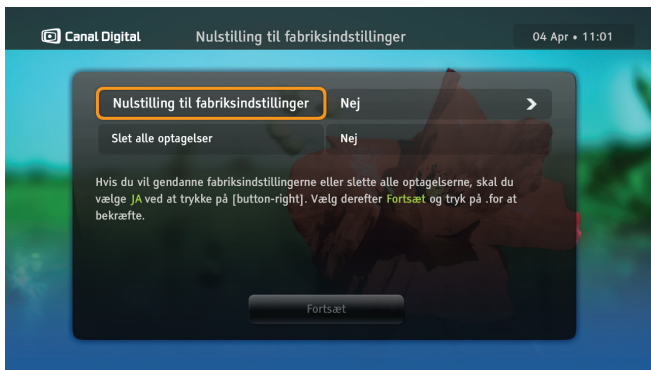 Canal Digital Nulstilling til fabriksindstillinger 04 Apr • 11:01
Nulstilling til fabriksindstillinger Nej
Slet alle optagelser Nej
Hvis du vil gendanne fabriksindstillingerne eller slette alle optagelserne, skal du
vælge JA ved at trykke på [button-right]. Vælg derefter Fortsæt og tryk på .for at
bekræfte.
Fortsæt